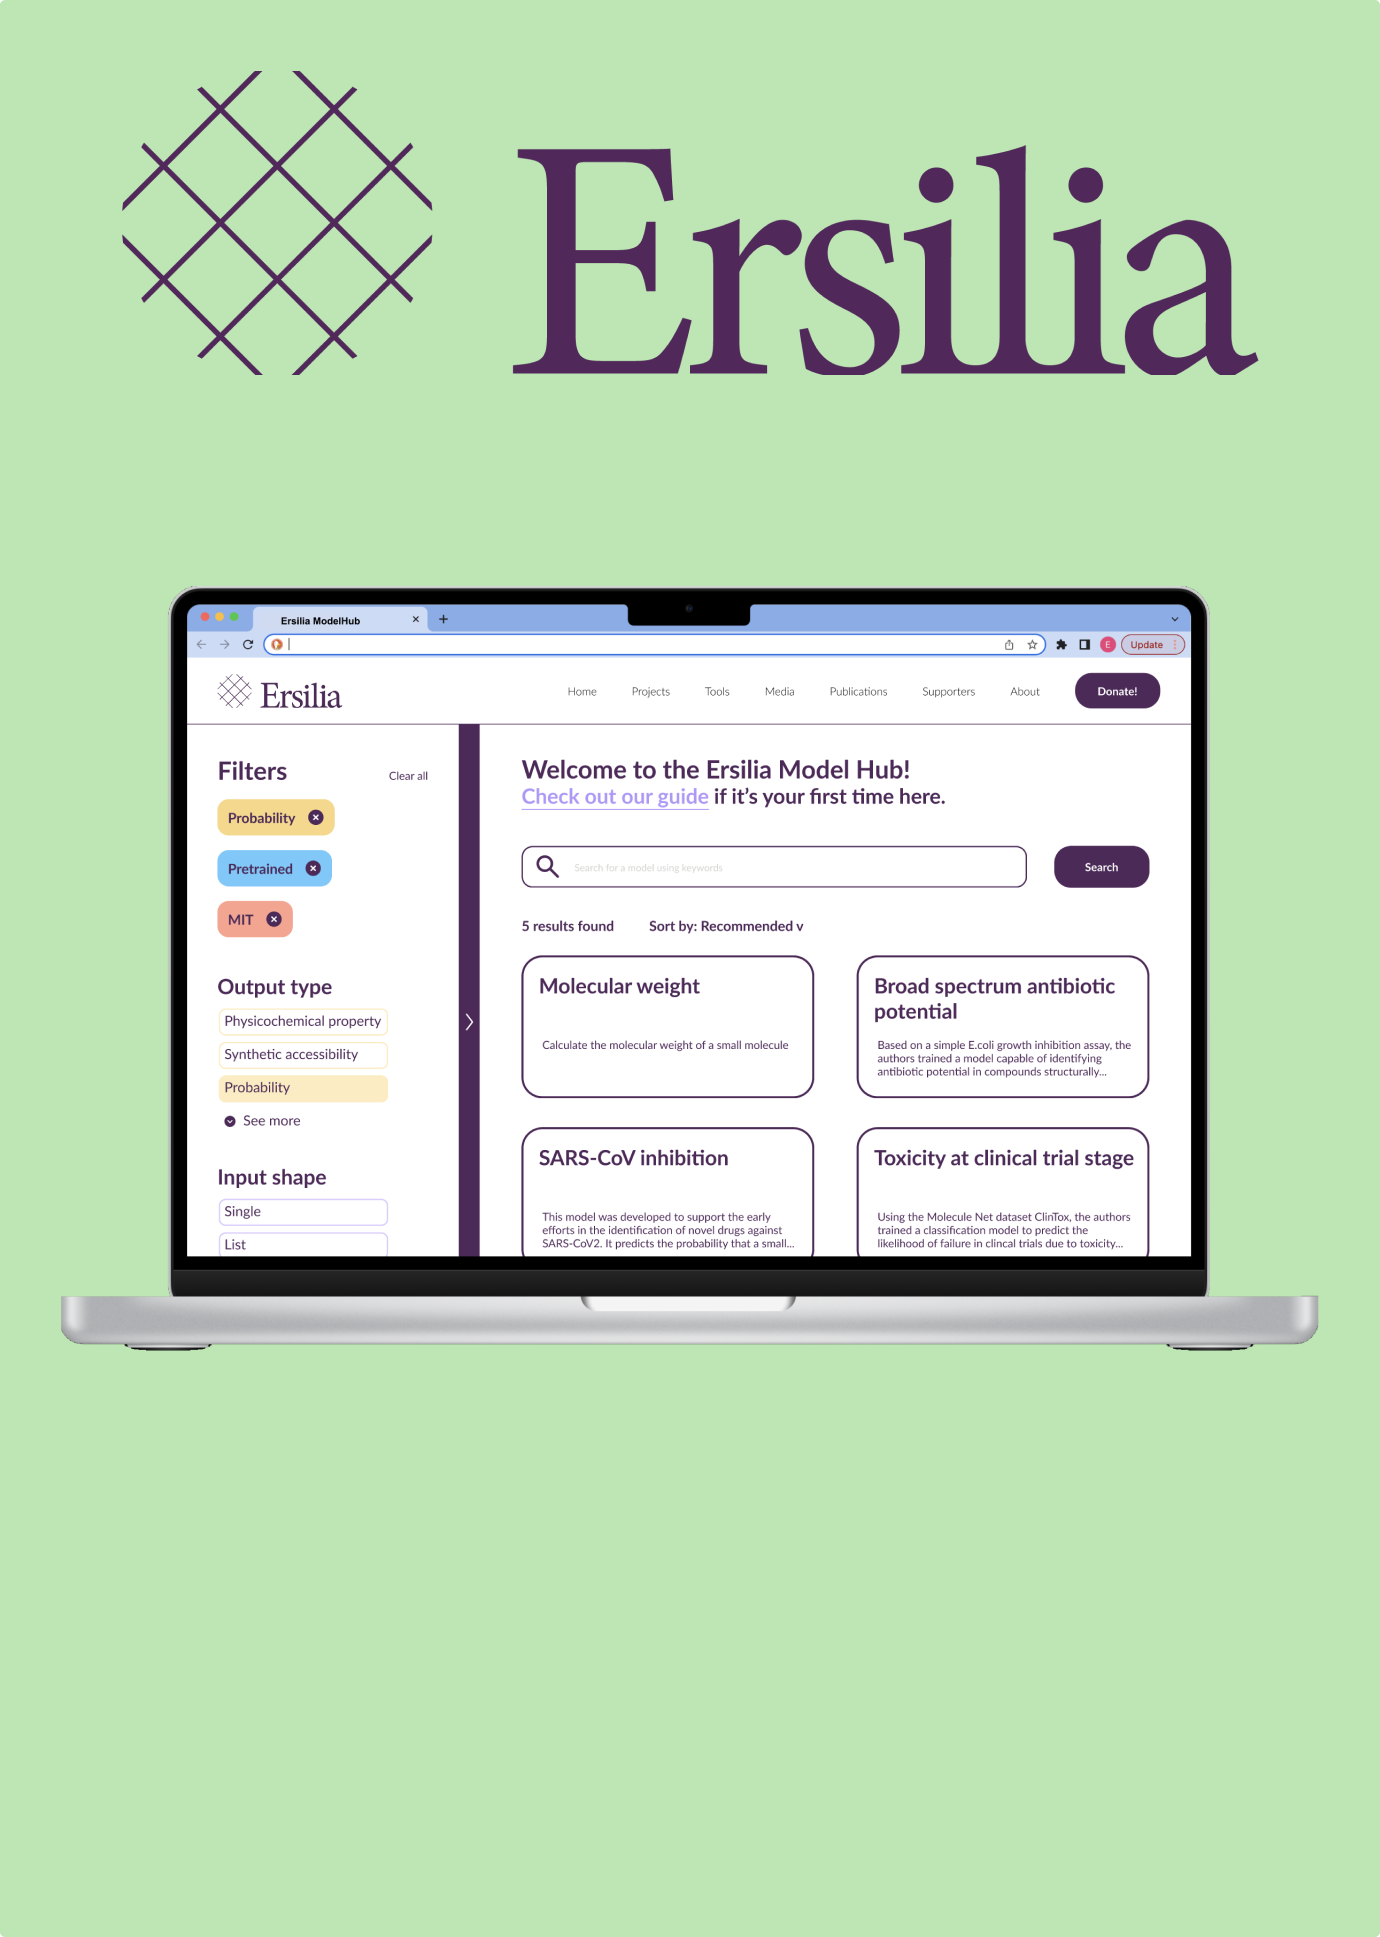 Ersilia
Ersilia ModelHub
E
Update
Ersilia
Home
Projects
Tools
Media
Publications
Supporters
About
Donate!
Filters
Clear all
Probability
Pretrained
MIT
Output type
Physicochemical property
Synthetic accessibility
Probability
See more
Input shape
Single
List
Welcome to the Ersilia Model Hub!
Check out our guide if it's your first time here.
Search for a model using keywords
Search
5 results found
Sort by: Recommended v
Molecular weight
Calculate the molecular weight of a small molecule
Broad spectrum antibiotic
potential
Based on a simple E.coli growth inhibition assay, the
authors trained a model capable of identifying
antibiotic potential in compounds structurally...
SARS-CoV inhibition
This model was developed to support the early
efforts in the identification of novel drugs against
SARS-CoV2. It predicts the probability that a small...
Toxicity at clinical trial stage
Using the Molecule Net dataset ClinTox, the authors
trained a classification model to predict the
likelihood of failure in clincal trials due to toxicity...